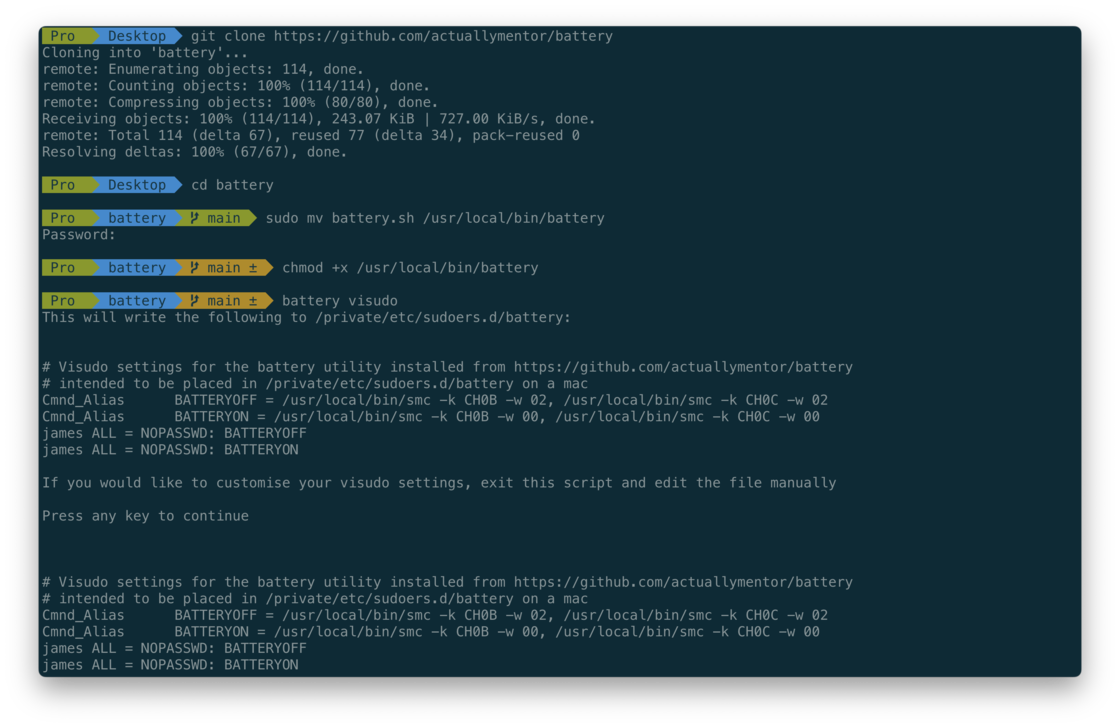 Pro Desktop git clone https://github.com/actuallymentor/battery
Cloning into 'battery'...
remote: Enumerating objects: 114, done.
remote: Counting objects: 100% (114/114), done.
remote: Compressing objects: 100% (80/80), done.
Receiving objects: 100% (114/114), 243.07 KiB | 727.00 KiB/s, done.
remote: Total 114 (delta 67), reused 77 (delta 34), pack-reused 0
Resolving deltas: 100% (67/67), done.
Pro Desktop cd battery
Pro battery main sudo mv battery.sh /usr/local/bin/battery
Password:
Pro battery main ± chmod +x /usr/local/bin/battery
Pro battery main ± battery visudo
This will write the following to /private/etc/sudoers.d/battery:
# Visudo settings for the battery utility installed from https://github.com/actuallymentor/battery
# intended to be placed in /private/etc/sudoers.d/battery on a mac
Cmnd_Alias      BATTERYOFF = /usr/local/bin/smc -k CH0B -w 02, /usr/local/bin/smc -k CH0C -w 02
Cmnd_Alias      BATTERYON = /usr/local/bin/smc -k CH0B -w 00, /usr/local/bin/smc -k CH0C -w 00
james ALL = NOPASSWD: BATTERYOFF
james ALL = NOPASSWD: BATTERYON
If you would like to customise your visudo settings, exit this script and edit the file manually
Press any key to continue
# Visudo settings for the battery utility installed from https://github.com/actuallymentor/battery
# intended to be placed in /private/etc/sudoers.d/battery on a mac
Cmnd_Alias      BATTERYOFF = /usr/local/bin/smc -k CH0B -w 02, /usr/local/bin/smc -k CH0C -w 02
Cmnd_Alias      BATTERYON = /usr/local/bin/smc -k CH0B -w 00, /usr/local/bin/smc -k CH0C -w 00
james ALL = NOPASSWD: BATTERYOFF
james ALL = NOPASSWD: BATTERYON